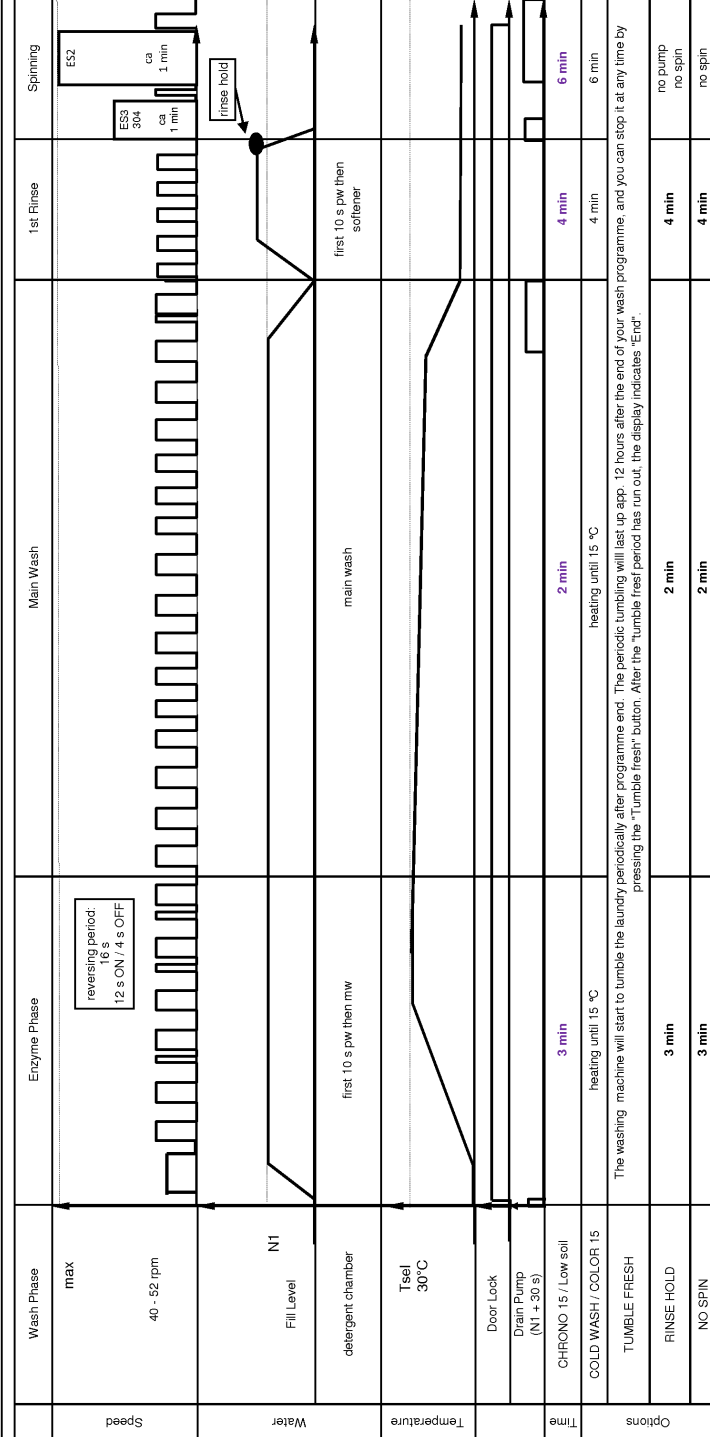 Wash Phase
Enzyme Phase
Main Wash
1st Rinse
Spinning
Speed
max
40 - 52 rpm
reversing period:
16 s
12 s ON / 4 s OFF
ES3
304
ca
1 min
ES2
ca
1 min
Water
N1
Fill Level
rinse hold
detergent chamber
first 10 s pw then mw
main wash
first 10 s pw then
softener
Temperature
Tsel
30°C
Door Lock
Drain Pump
(N1 + 30 s)
Time
CHRONO 15 / Low soil
3 min
2 min
4 min
6 min
COLD WASH / COLOR 15
heating until 15 °C
heating until 15 °C
4 min
6 min
Options
TUMBLE FRESH
The washing machine will start to tumble the laundry periodically after programme end. The periodic tumbling willl last up app. 12 hours after the end of your wash programme, and you can stop it at any time by
pressing the "Tumble fresh" button. After the "tumble fresf period has run out, the display indicates "End".
RINSE HOLD
3 min
2 min
4 min
no pump
no spin
NO SPIN
3 min
2 min
4 min
no spin